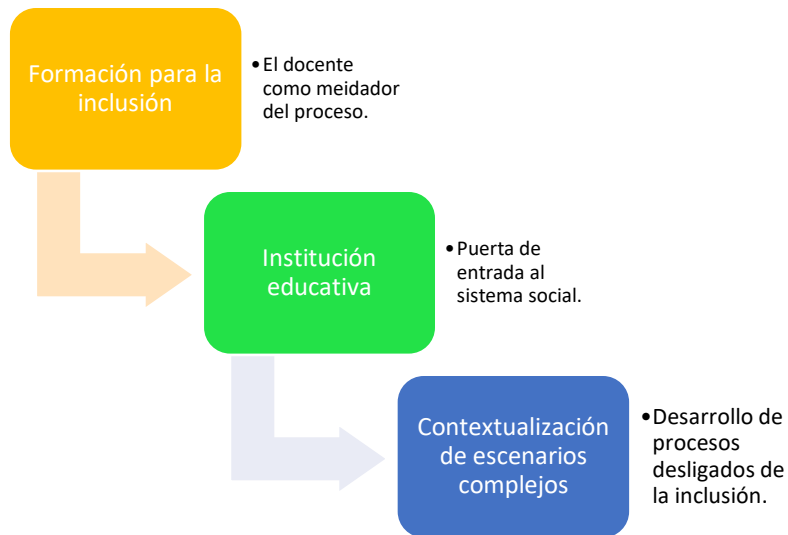 Formación para la
inclusión
•El docente
como meidador
del proceso.
Institución
educativa
•Puerta de
entrada al
sistema social.
Contextualización
de escenarios
complejos
•Desarrollo de
procesos
desligados de
la inclusión.